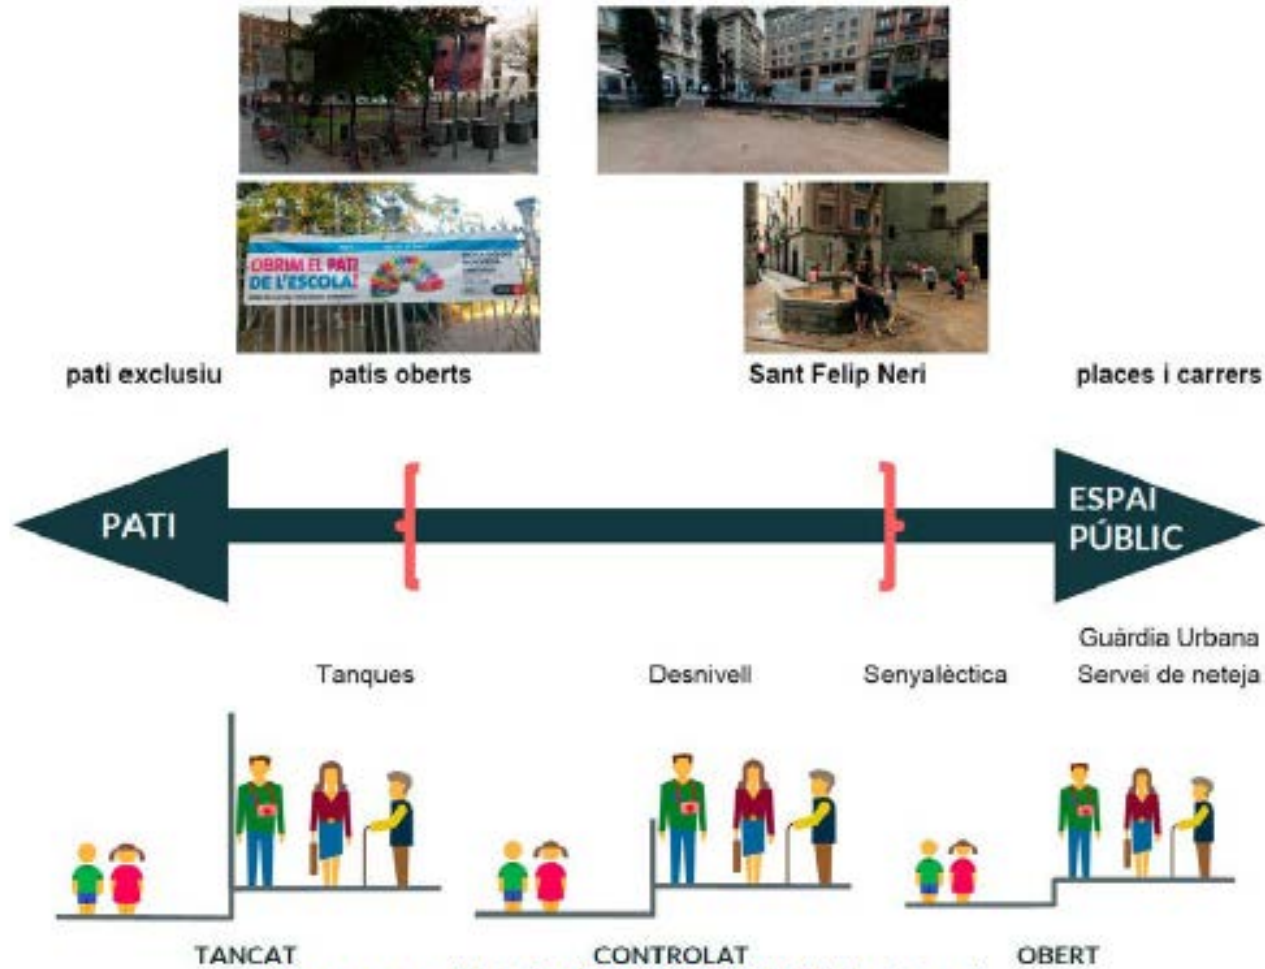 OBRIM EL PATI
DE L'ESCOLA!
pati exclusiu
patis oberts
Sant Felip Neri
places i carrers
PATI
ESPAI
PÚBLIC
Guàrdia Urbana
Tanques
Desnivell
Senyalèctica
Servei de neteja
TANCAT
CONTROLAT
OBERT